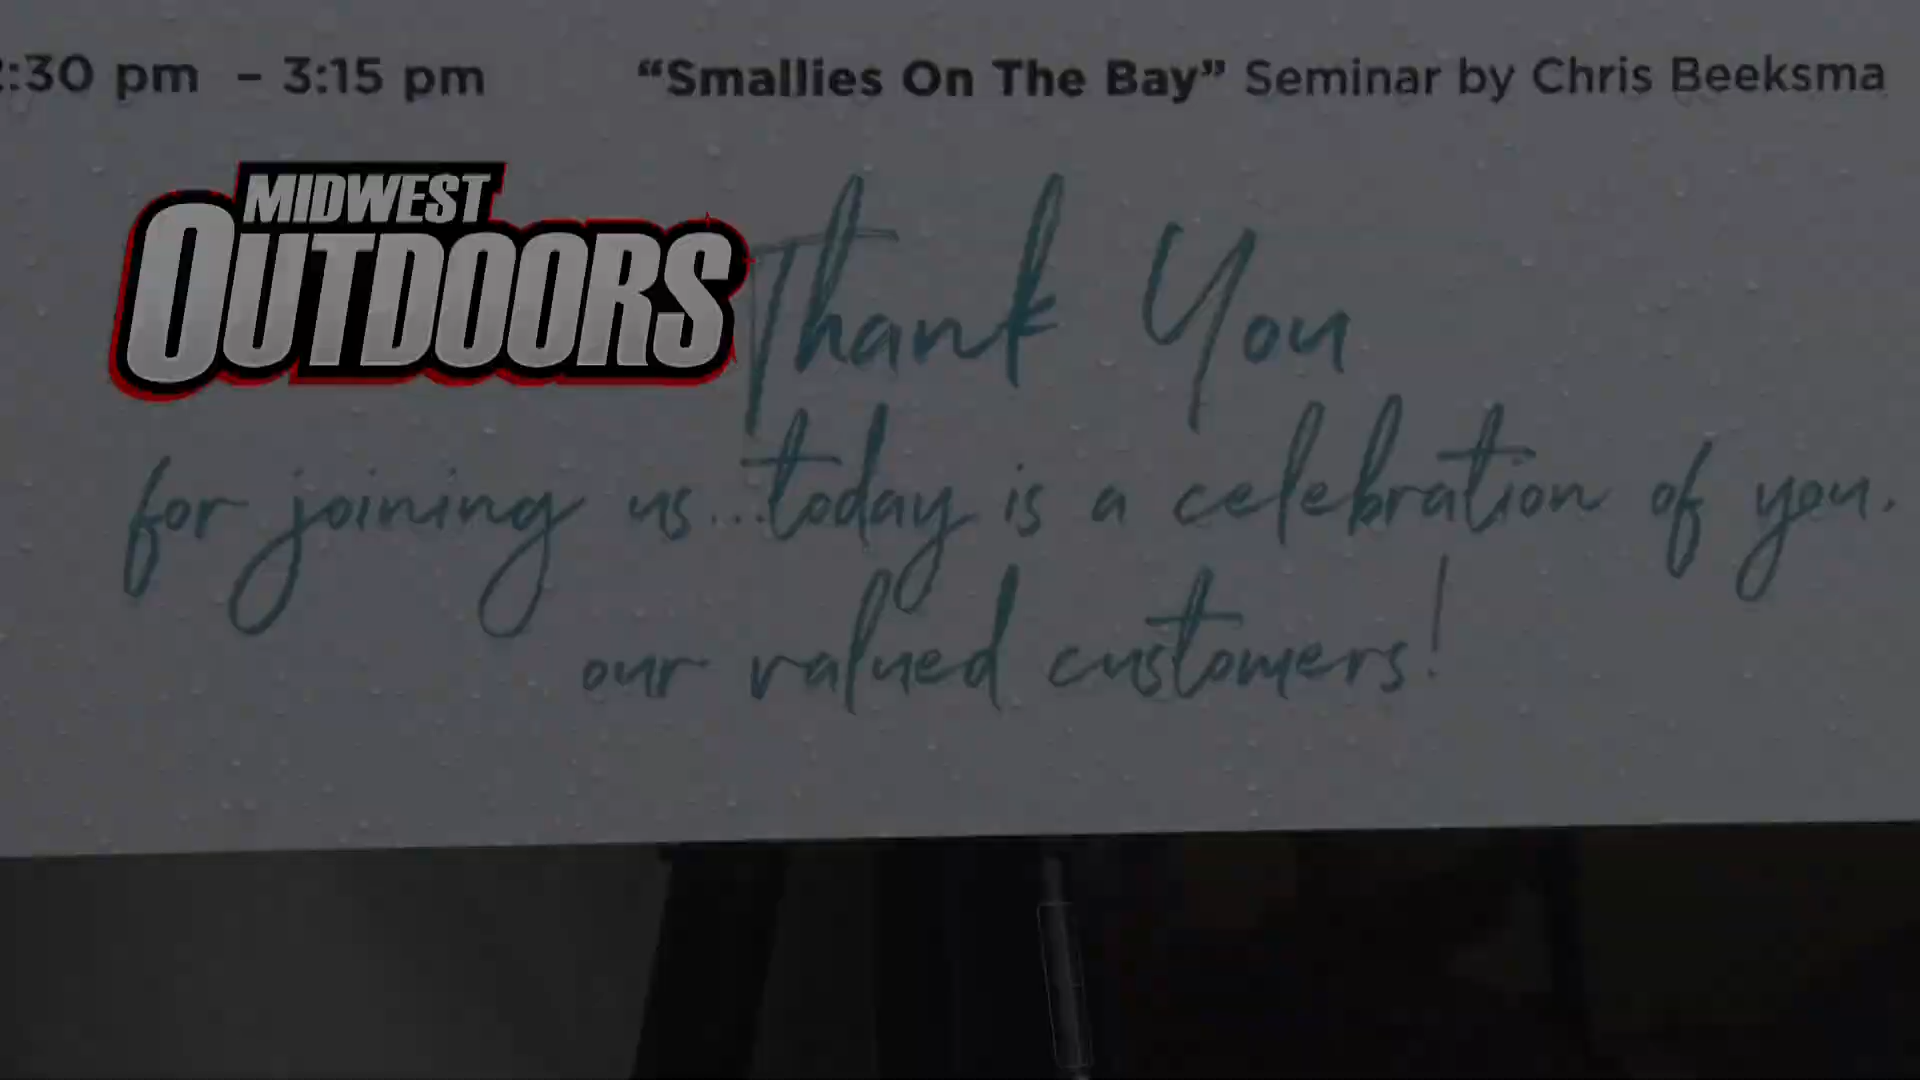 :30 pm – 3:15 pm “Smallies On The Bay” Seminar by Chris Beeksma
MIDWEST
OUTDOORS
Thank You
for joining us...today is a celebration of you,
our valued customers!